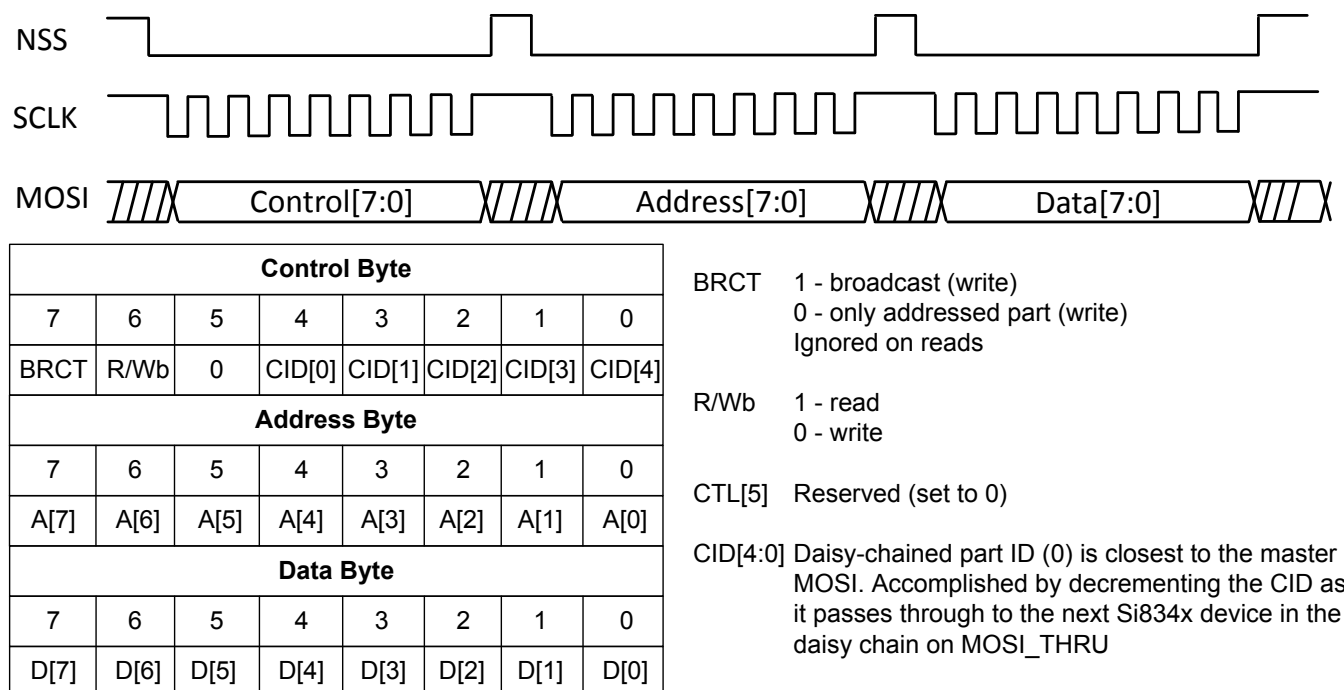 NSS
SCLK
MOSI Control[7:0] Address[7:0] Data[7:0]
Control Byte
7 6 5 4 3 2 1 0
BRCT R/Wb 0 CID[0] CID[1] CID[2] CID[3] CID[4]
Address Byte
7 6 5 4 3 2 1 0
A[7] A[6] A[5] A[4] A[3] A[2] A[1] A[0]
Data Byte
7 6 5 4 3 2 1 0
D[7] D[6] D[5] D[4] D[3] D[2] D[1] D[0]
BRCT 1 - broadcast (write)
0 - only addressed part (write)
Ignored on reads
R/Wb 1 - read
0 - write
CTL[5] Reserved (set to 0)
CID[4:0] Daisy-chained part ID (0) is closest to the master
MOSI. Accomplished by decrementing the CID as
it passes through to the next Si834x device in the
daisy chain on MOSI_THRU